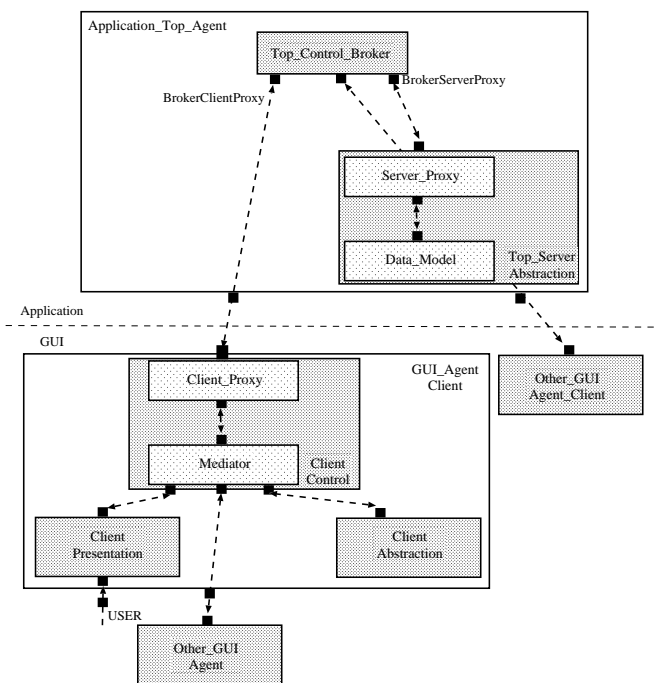 Application_Top_Agent
Top_Control_Broker
BrokerServerProxy
BrokerClientProxy
Server_Proxy
Data_Model
Top_Server
Abstraction
Application
GUI
GUI_Agent
Client
Client_Proxy
Other_GUI
Agent_Client
Mediator
Client
Control
Client
Presentation
Client
Abstraction
USER
Other_GUI
Agent